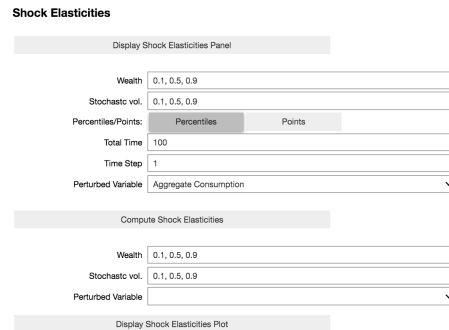 Shock Elasticities
Display Shock Elasticities Panel
Wealth 0.1, 0.5, 0.9
Stochastc vol. 0.1, 0.5, 0.9
Percentiles/Points: Percentiles Points
Total Time 100
Time Step 1
Perturbed Variable Aggregate Consumption
Compute Shock Elasticities
Wealth 0.1, 0.5, 0.9
Stochastc vol. 0.1, 0.5, 0.9
Perturbed Variable
Display Shock Elasticities Plot